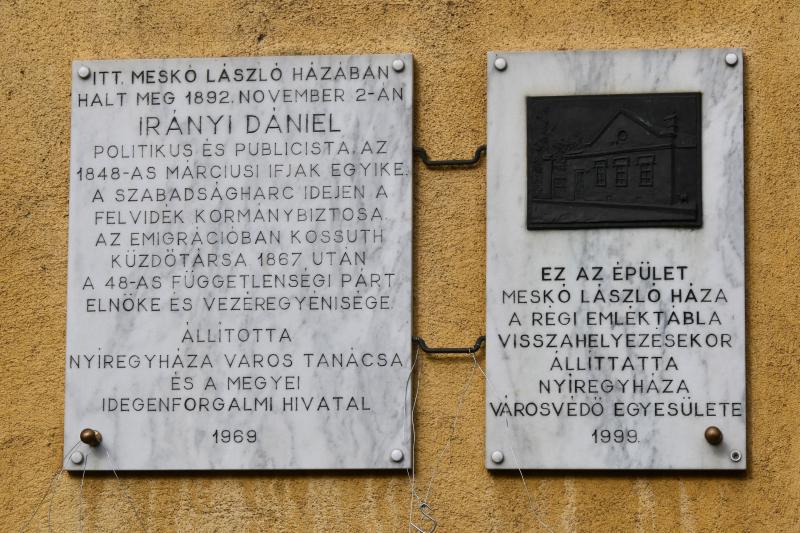 ITT, MESKÓ LÁSZLÓ HÁZÁBAN
HALT MEG 1892. NOVEMBER 2-ÁN
IRÁNYI DÁNIEL
POLITIKUS ÉS PUBLICISTA, AZ
1848-AS MÁRCIUSI IFJAK EGYIKE.
A SZABADSÁGHARC IDEJÉN A
FELVIDÉK KORMÁNYBIZTOSA.
AZ EMIGRÁCIÓBAN KOSSUTH
KÜZDŐTÁRSA 1867 UTÁN
A 48-AS FÜGGETLENSÉGI PÁRT
ELNÖKE ÉS VEZÉREGYÉNISÉGE.
ÁLLÍTOTTA
NYÍREGYHÁZA VÁROS TANÁCSA
ÉS A MEGYEI
IDEGENFORGALMI HIVATAL
1969
EZ AZ ÉPÜLET
MESKÓ LÁSZLÓ HÁZA
A RÉGI EMLÉKTÁBLA
VISSZAHELYEZÉSEKOR
ÁLLÍTTATTA
NYÍREGYHÁZA
VÁROSVÉDŐ EGYESÜLETE
1999.